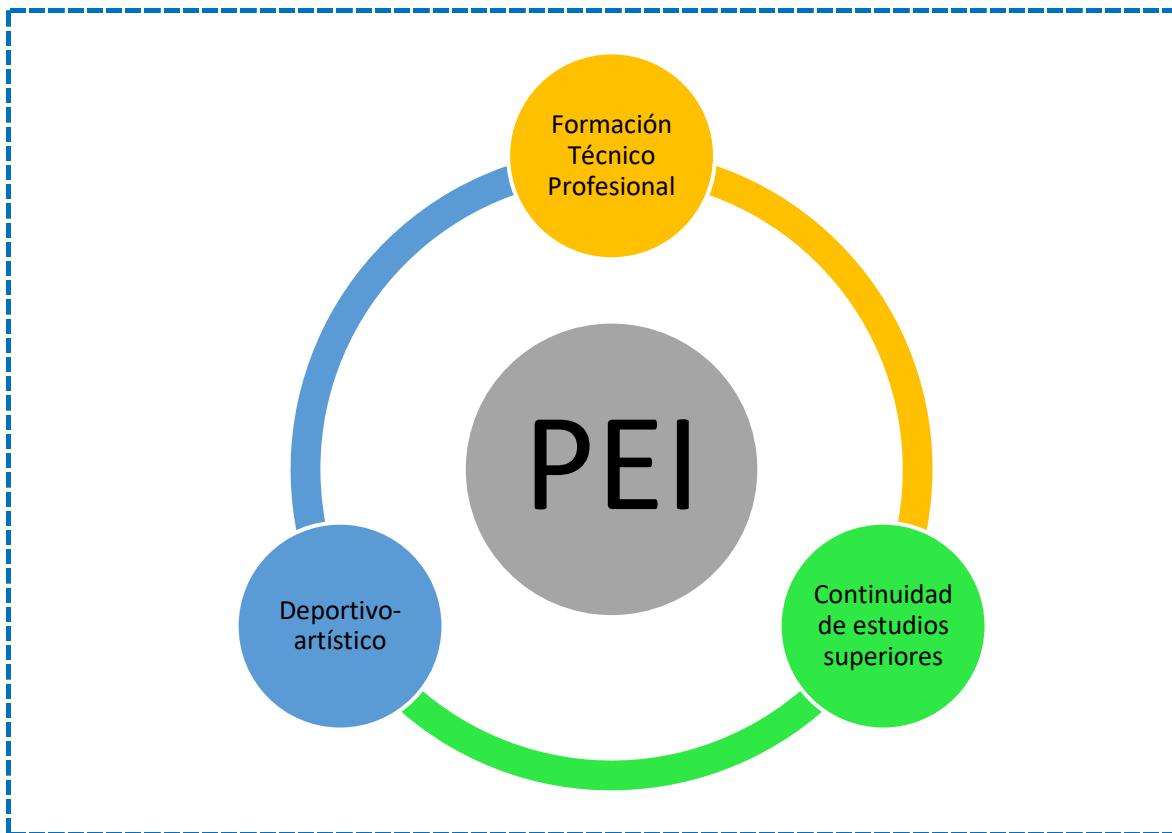 Formación
Técnico
Profesional
PEI
Deportivo-
artístico
Continuidad
de estudios
superiores